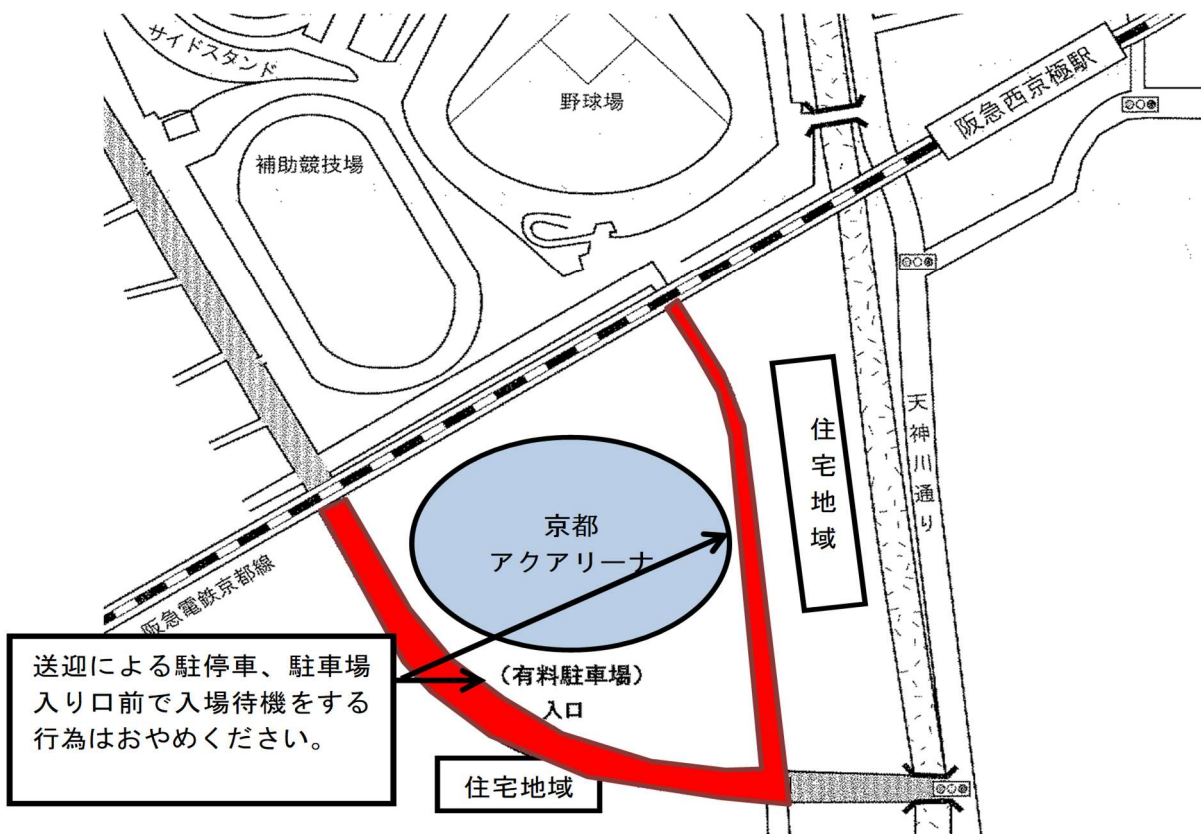 サイドスタンド
野球場
阪急西京極駅
補助競技場
住宅地域
天神川通り
京都
アクアリーナ
阪急電鉄京都線
送迎による駐停車、駐車場
入り口前で入場待機をする
行為はおやめください。
(有料駐車場)
入口
住宅地域